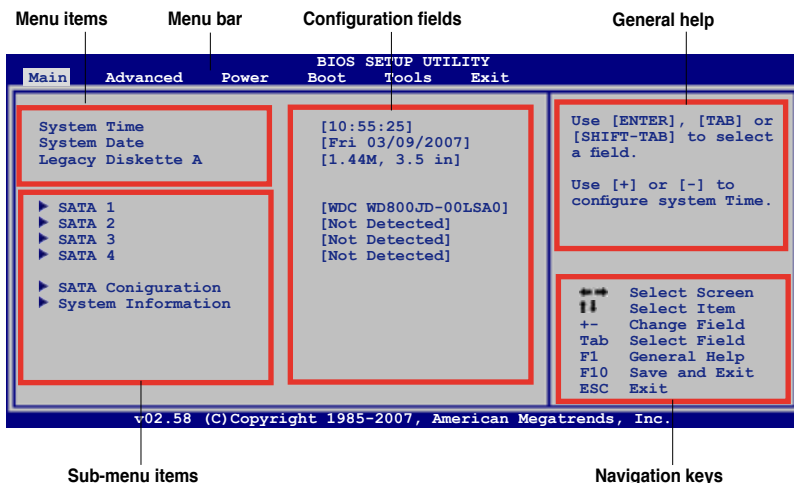 Menu items Menu bar Configuration fields General help
BIOS SETUP UTILITY
Main Advanced Power Boot Tools Exit
System Time [10:55:25]
System Date [Fri 03/09/2007]
Legacy Diskette A [1.44M, 3.5 in]
SATA 1 [WDC WD800JD-00LSA0]
SATA 2 [Not Detected]
SATA 3 [Not Detected]
SATA 4 [Not Detected]
SATA Coniguration
System Information
Use [ENTER], [TAB] or
[SHIFT-TAB] to select
a field.
Use [+] or [-] to
configure system Time.
Select Screen
Select Item
+- Change Field
Tab Select Field
F1 General Help
F10 Save and Exit
ESC Exit
v02.58 (C)Copyright 1985-2007, American Megatrends, Inc.
Sub-menu items Navigation keys